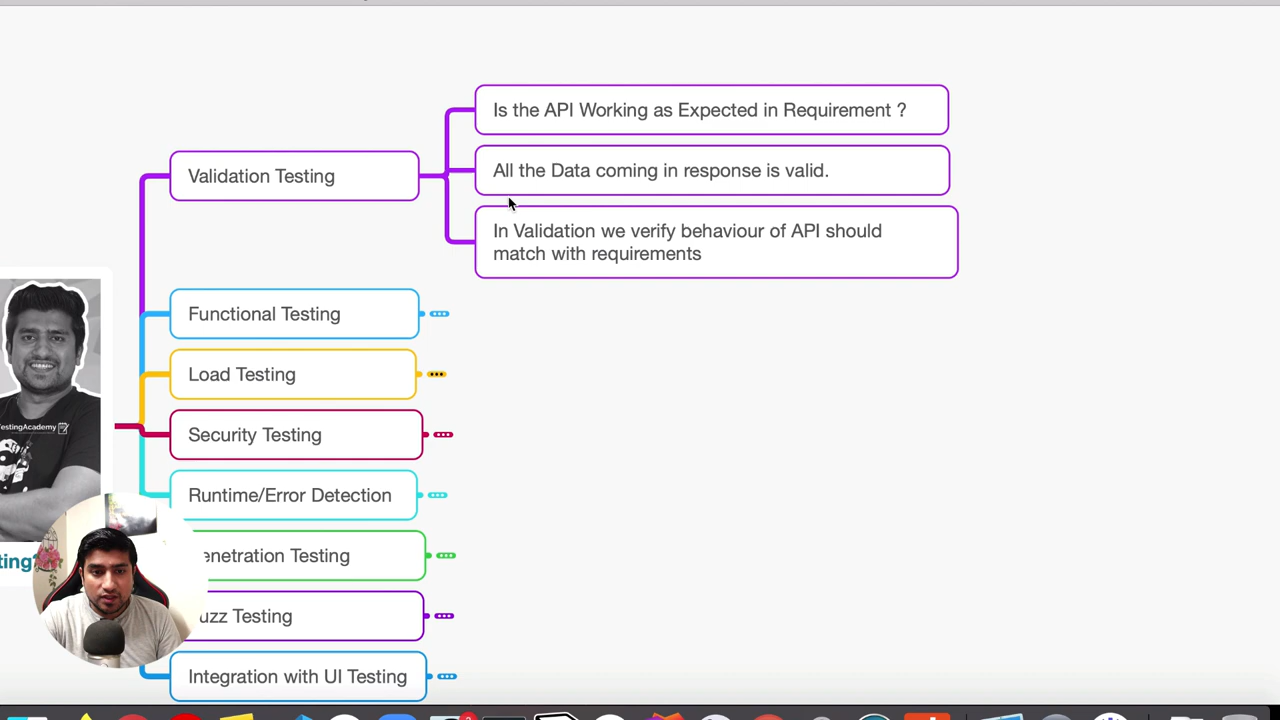 Is the API Working as Expected in Requirement ?
Validation Testing
All the Data coming in response is valid.
In Validation we verify behaviour of API should
match with requirements
Functional Testing
Load Testing
TestingAcademy
Security Testing
Runtime/Error Detection
enetration Testing
ting?
uzz Testing
Integration with UI Testing